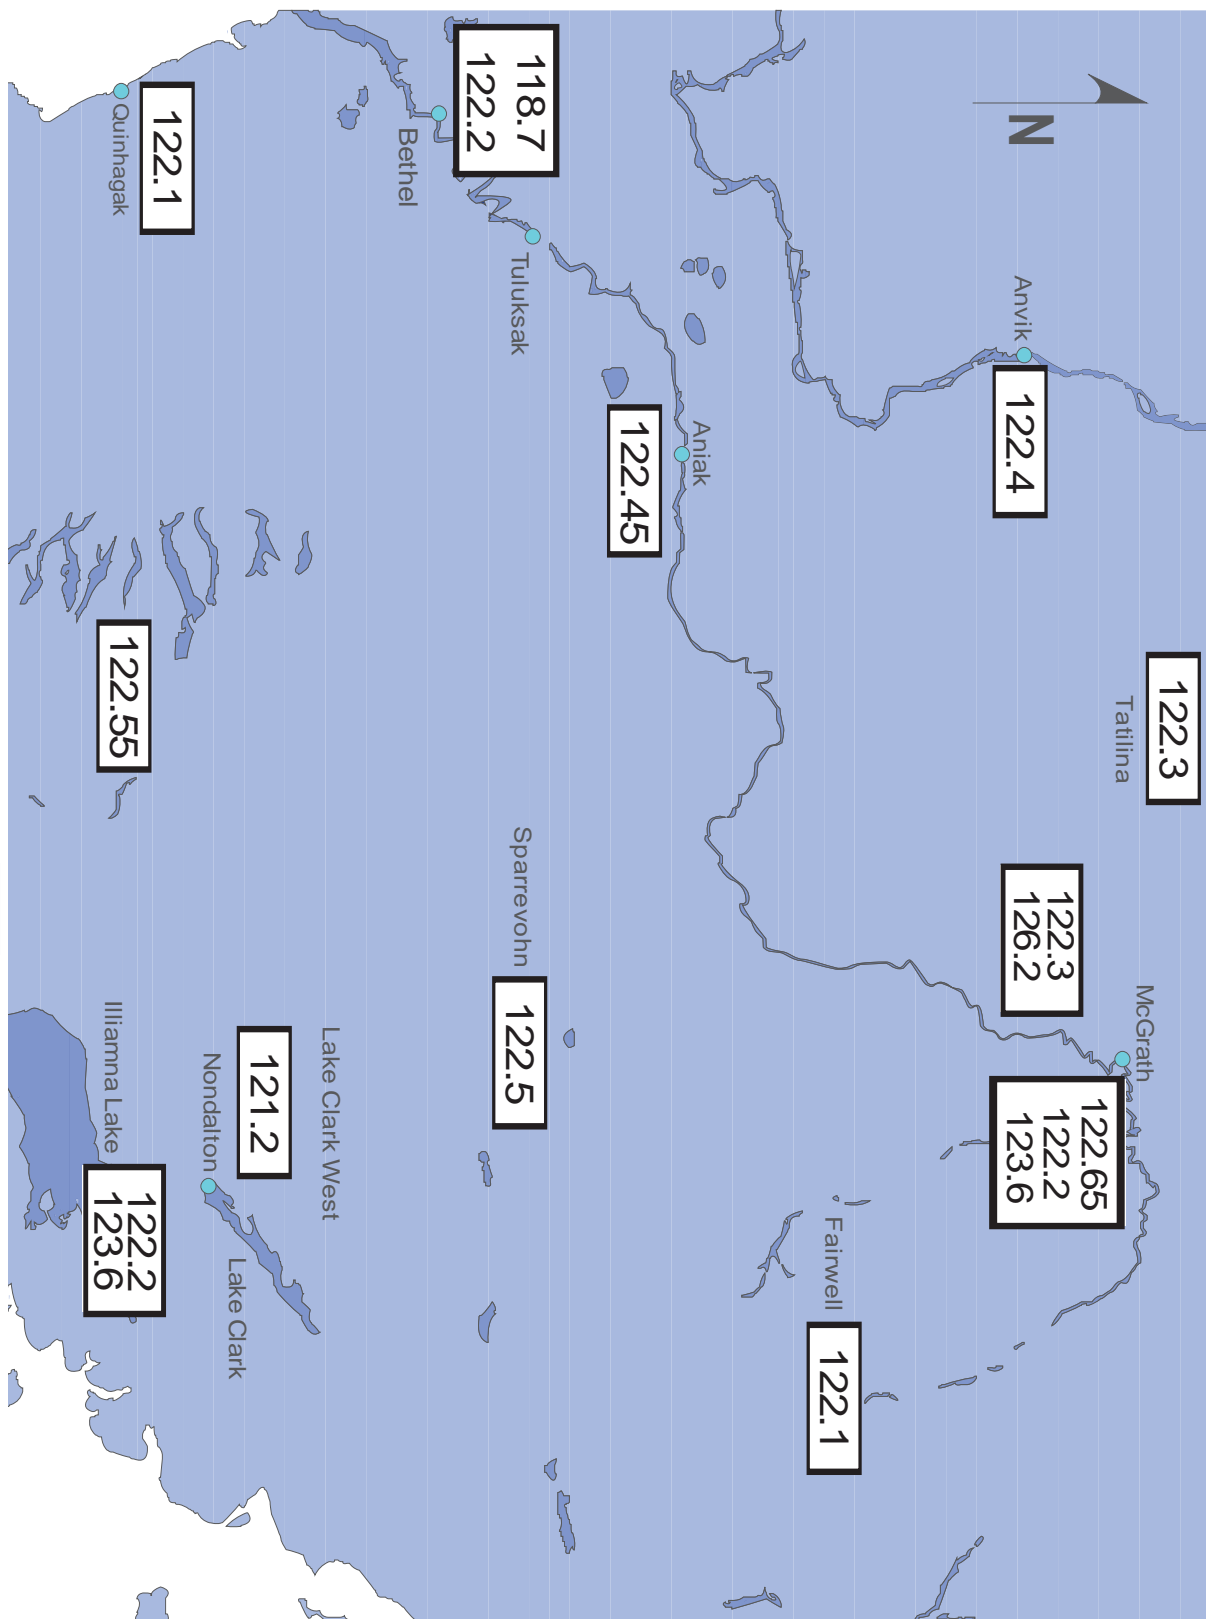 N
122.3
Tatilina
McGrath
122.3
126.2
122.65
122.2
123.6
Anvik
122.4
Fairwell
122.1
Aniak
122.45
118.7
122.2
Bethel
Tuluksak
Sparrevohn
122.5
Lake Clark West
121.2
Nondalton
Lake Clark
Quinhagak
122.1
122.55
Illiamna Lake
122.2
123.6